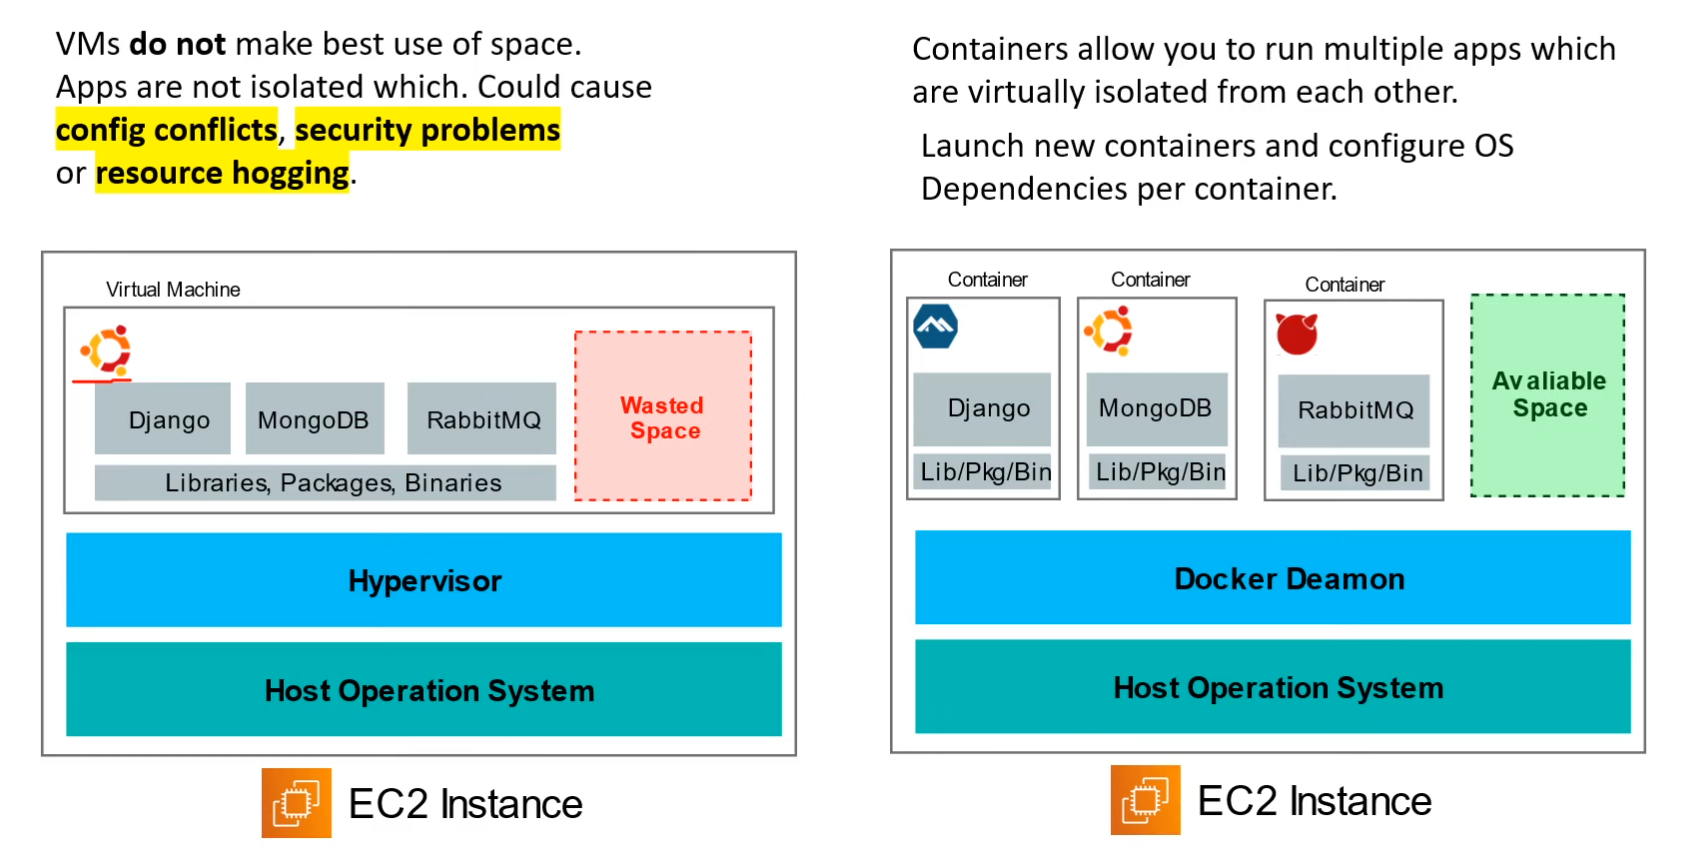 VMs do not make best use of space.
Apps are not isolated which. Could cause
config conflicts, security problems
or resource hogging.
Virtual Machine
Django
MongoDB
RabbitMQ
Wasted
Space
Libraries, Packages, Binaries
Hypervisor
Host Operation System
EC2 Instance
Containers allow you to run multiple apps which
are virtually isolated from each other.
Launch new containers and configure OS
Dependencies per container.
Container
Django
Lib/Pkg/Bin
Container
MongoDB
Lib/Pkg/Bin
Container
RabbitMQ
Lib/Pkg/Bin
Avaliable
Space
Docker Deamon
Host Operation System
EC2 Instance